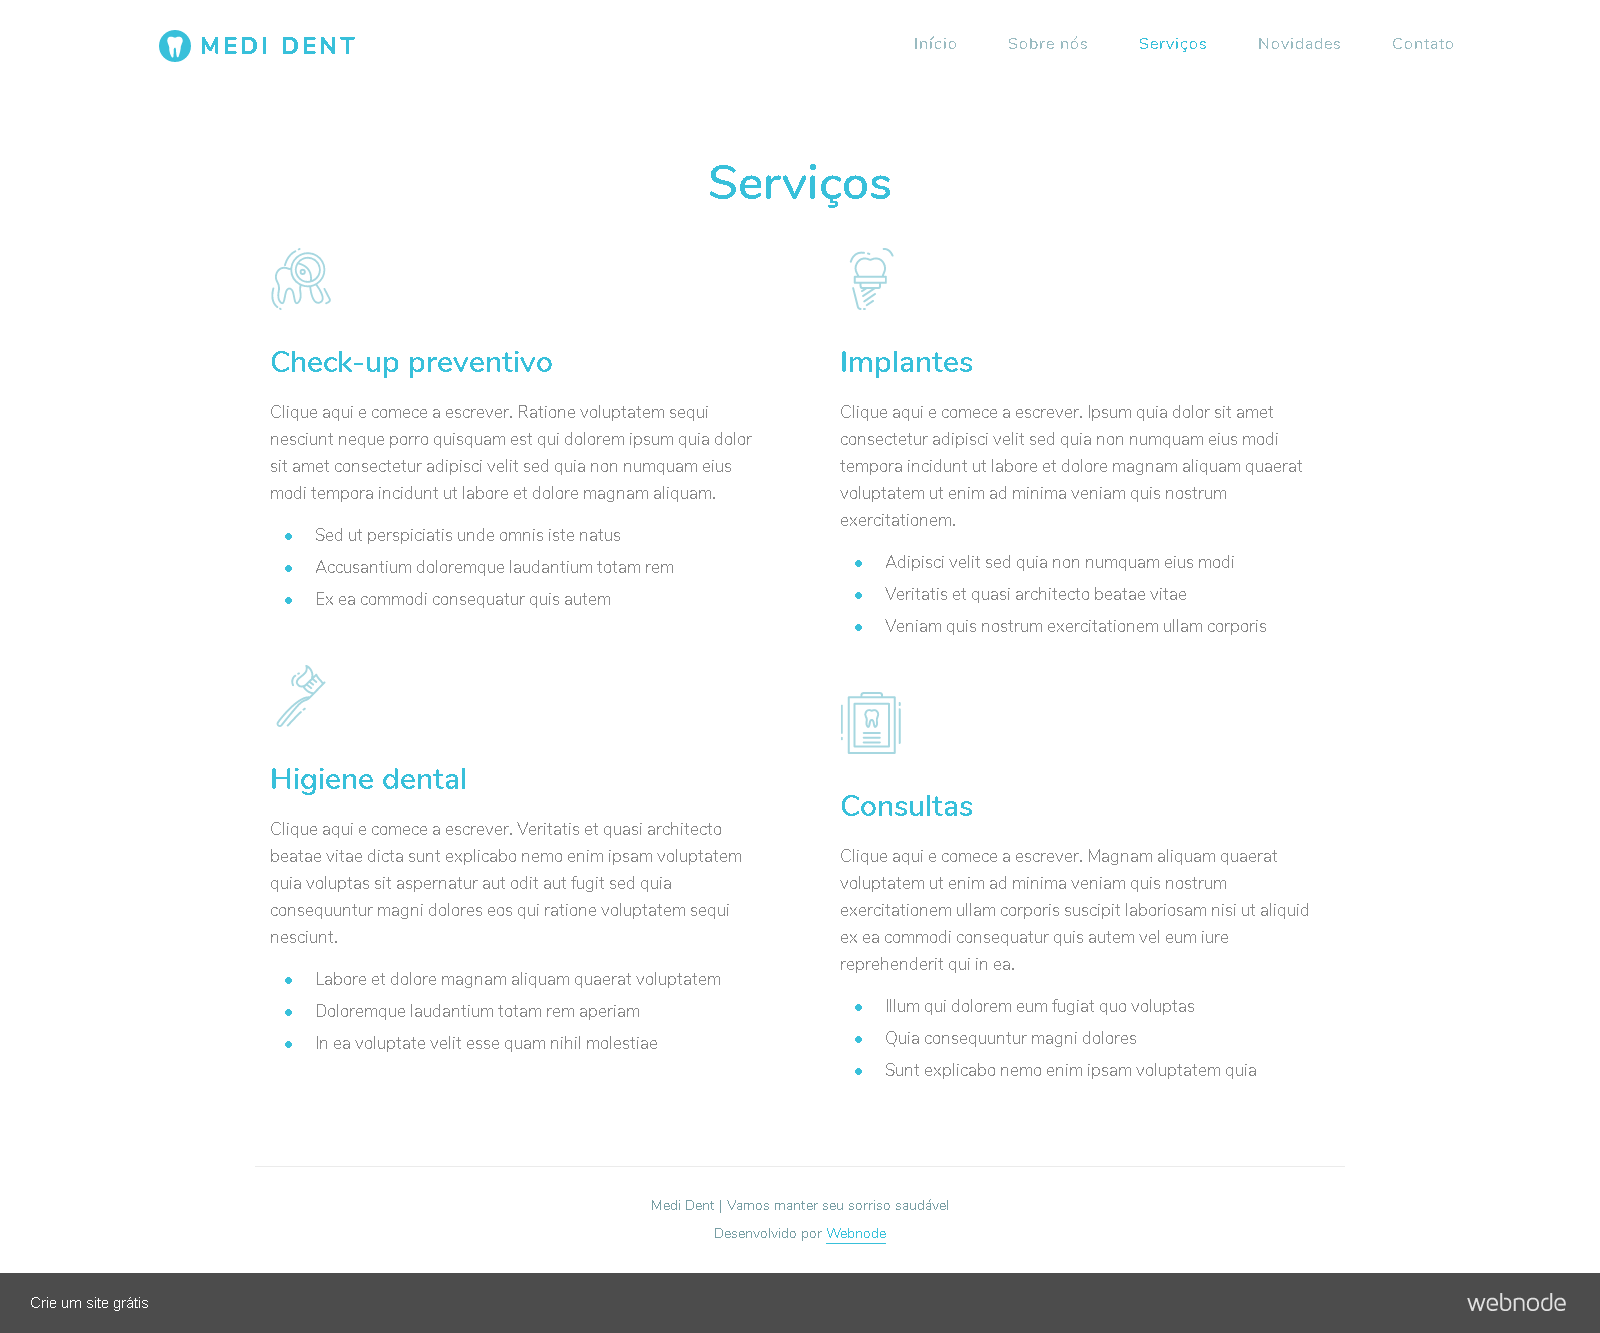 MEDI DENT
Início
Sobre nós
Serviços
Novidades
Contato
Serviços
Check-up preventivo
Clique aqui e comece a escrever. Ratione voluptatem sequi
nesciunt neque porro quisquam est qui dolorem ipsum quia dolor
sit amet consectetur adipisci velit sed quia non numquam eius
modi tempora incidunt ut labore et dolore magnam aliquam.
Sed ut perspiciatis unde omnis iste natus
Accusantium doloremque laudantium totam rem
Ex ea commodi consequatur quis autem
Implantes
Clique aqui e comece a escrever. Ipsum quia dolor sit amet
consectetur adipisci velit sed quia non numquam eius modi
tempora incidunt ut labore et dolore magnam aliquam quaerat
voluptatem ut enim ad minima veniam quis nostrum
exercitationem.
Adipisci velit sed quia non numquam eius modi
Veritatis et quasi architecto beatae vitae
Veniam quis nostrum exercitationem ullam corporis
Higiene dental
Clique aqui e comece a escrever. Veritatis et quasi architecto
beatae vitae dicta sunt explicabo nemo enim ipsam voluptatem
quia voluptas sit aspernatur aut odit aut fugit sed quia
consequuntur magni dolores eos qui ratione voluptatem sequi
nesciunt.
Labore et dolore magnam aliquam quaerat voluptatem
Doloremque laudantium totam rem aperiam
In ea voluptate velit esse quam nihil molestiae
Consultas
Clique aqui e comece a escrever. Magnam aliquam quaerat
voluptatem ut enim ad minima veniam quis nostrum
exercitationem ullam corporis suscipit laboriosam nisi ut aliquid
ex ea commodi consequatur quis autem vel eum iure
reprehenderit qui in ea.
Illum qui dolorem eum fugiat quo voluptas
Quia consequuntur magni dolores
Sunt explicabo nemo enim ipsam voluptatem quia
Medi Dent | Vamos manter seu sorriso saudável
Desenvolvido por Webnode
Crie um site grátis
webnode